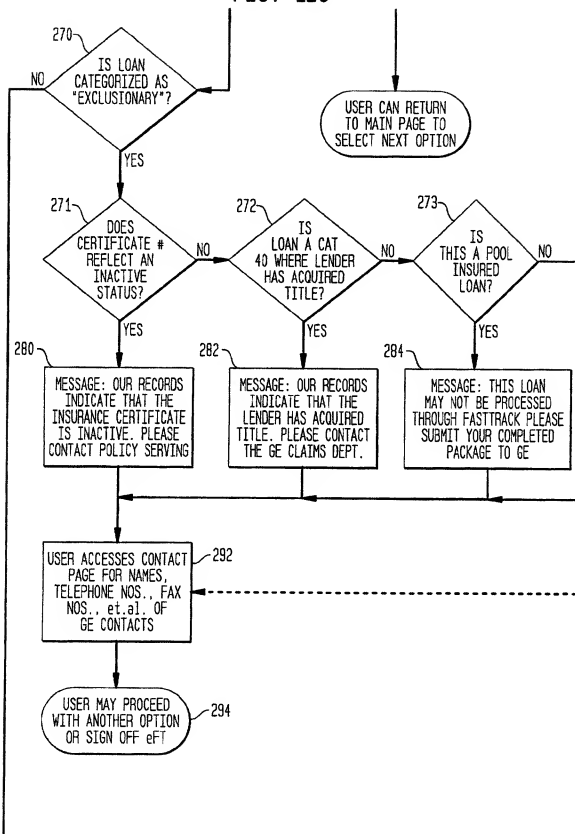 270
IS LOAN
CATEGORIZED AS
"EXCLUSIONARY"?
NO
YES
USER CAN RETURN
TO MAIN PAGE TO
SELECT NEXT OPTION
271
DOES
CERTIFICATE #
REFLECT AN
INACTIVE
STATUS?
NO
YES
272
IS
LOAN A CAT
40 WHERE LENDER
HAS ACQUIRED
TITLE?
NO
YES
273
IS
THIS A POOL
INSURED
LOAN?
NO
YES
280
MESSAGE: OUR RECORDS
INDICATE THAT THE
INSURANCE CERTIFICATE
IS INACTIVE. PLEASE
CONTACT POLICY SERVING
282
MESSAGE: OUR RECORDS
INDICATE THAT THE
LENDER HAS ACQUIRED
TITLE. PLEASE CONTACT
THE GE CLAIMS DEPT.
284
MESSAGE: THIS LOAN
MAY NOT BE PROCESSED
THROUGH FASTTRACK PLEASE
SUBMIT YOUR COMPLETED
PACKAGE TO GE
292
USER ACCESSES CONTACT
PAGE FOR NAMES,
TELEPHONE NOS., FAX
NOS., et.al. OF
GE CONTACTS
USER MAY PROCEED
WITH ANOTHER OPTION
OR SIGN OFF eFT
294